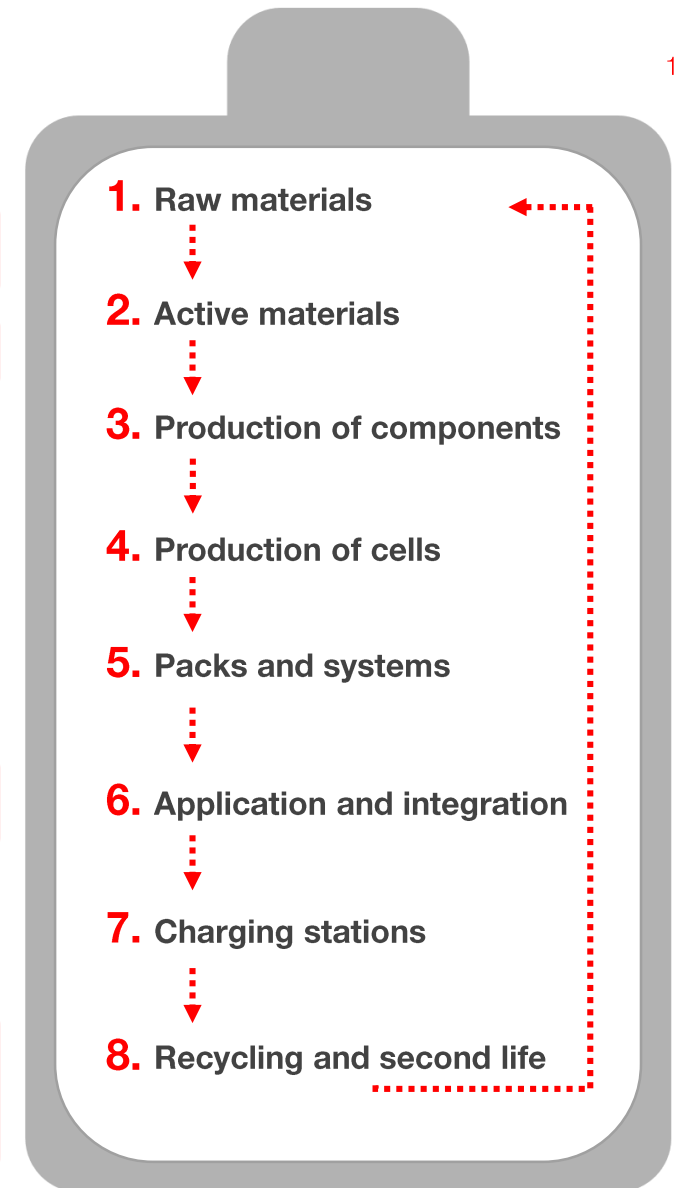 1
1. Raw materials
2. Active materials
3. Production of components
4. Production of cells
5. Packs and systems
6. Application and integration
7. Charging stations
8. Recycling and second life